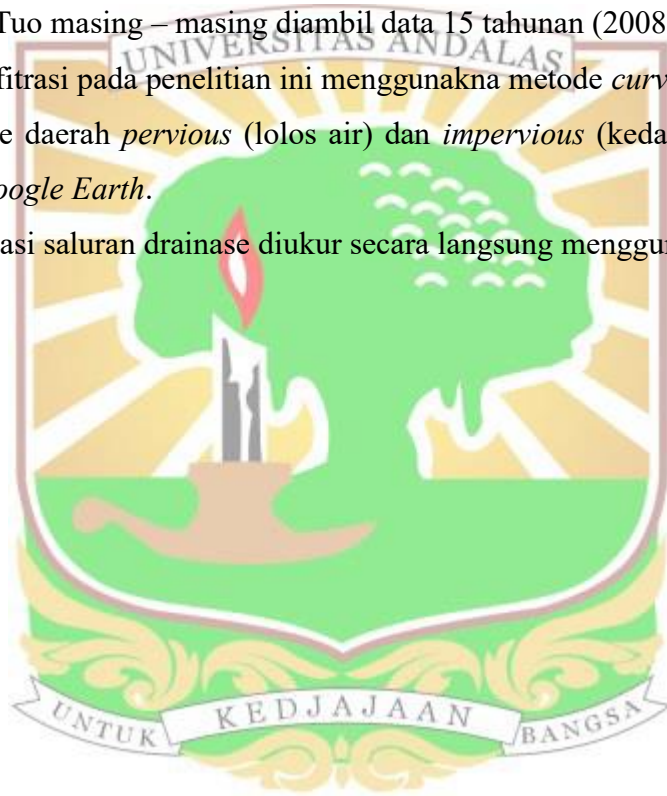 Tuo masing – masing diambil data 15 tahunan (2008
UNIVERSITAS ANDALAS
fitrasi pada penelitian ini menggunakna metode curv
e daerah pervious (lolos air) dan impervious (keda
oogle Earth.
asi saluran drainase diukur secara langsung menggu
UNTUK KEDJAJAAN BANGSA